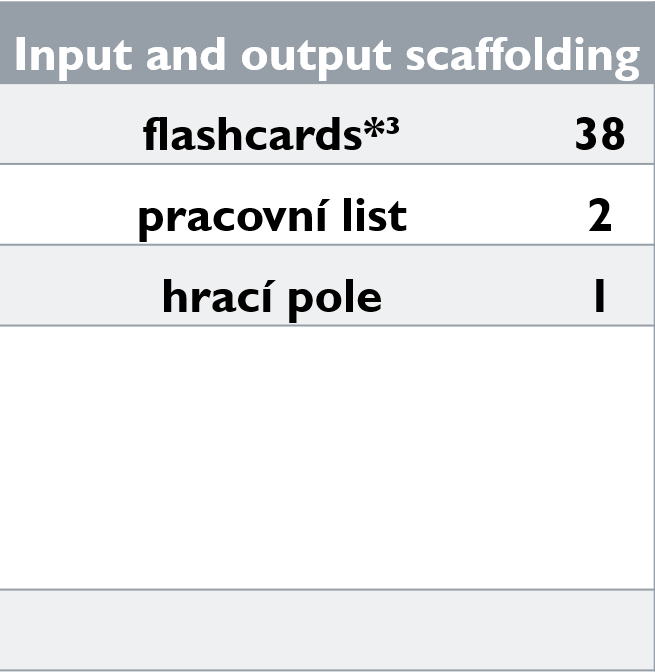 Input and output scaffolding
flashcards*³ 38
pracovní list 2
hrací pole 1